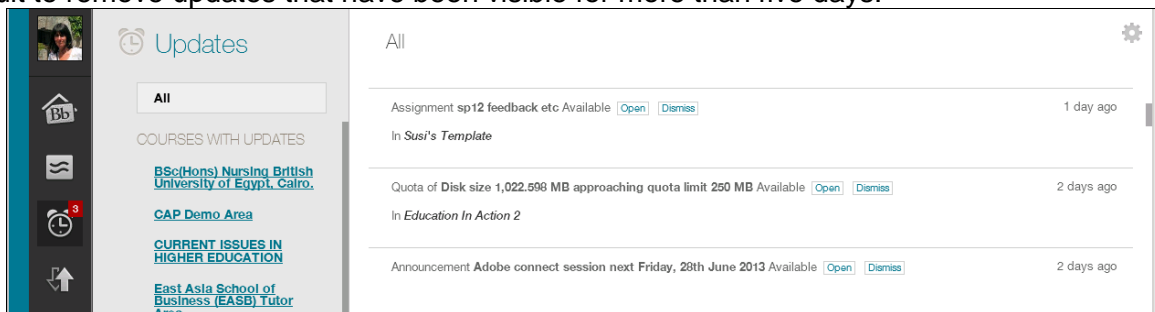 to remove updates that have been visible for more than five days.
Updates
All
COURSES WITH UPDATES
BSc(Hons) Nursing British
University of Egypt, Cairo.
CAP Demo Area
CURRENT ISSUES IN
HIGHER EDUCATION
East Asia School of
Business (EASB) Tutor
Bb
3
All
Assignment sp12 feedback etc Available Open Dismiss 1 day ago
In Susi's Template
Quota of Disk size 1,022.598 MB approaching quota limit 250 MB Available Open Dismiss 2 days ago
In Education In Action 2
Announcement Adobe connect session next Friday, 28th June 2013 Available Open Dismiss 2 days ago